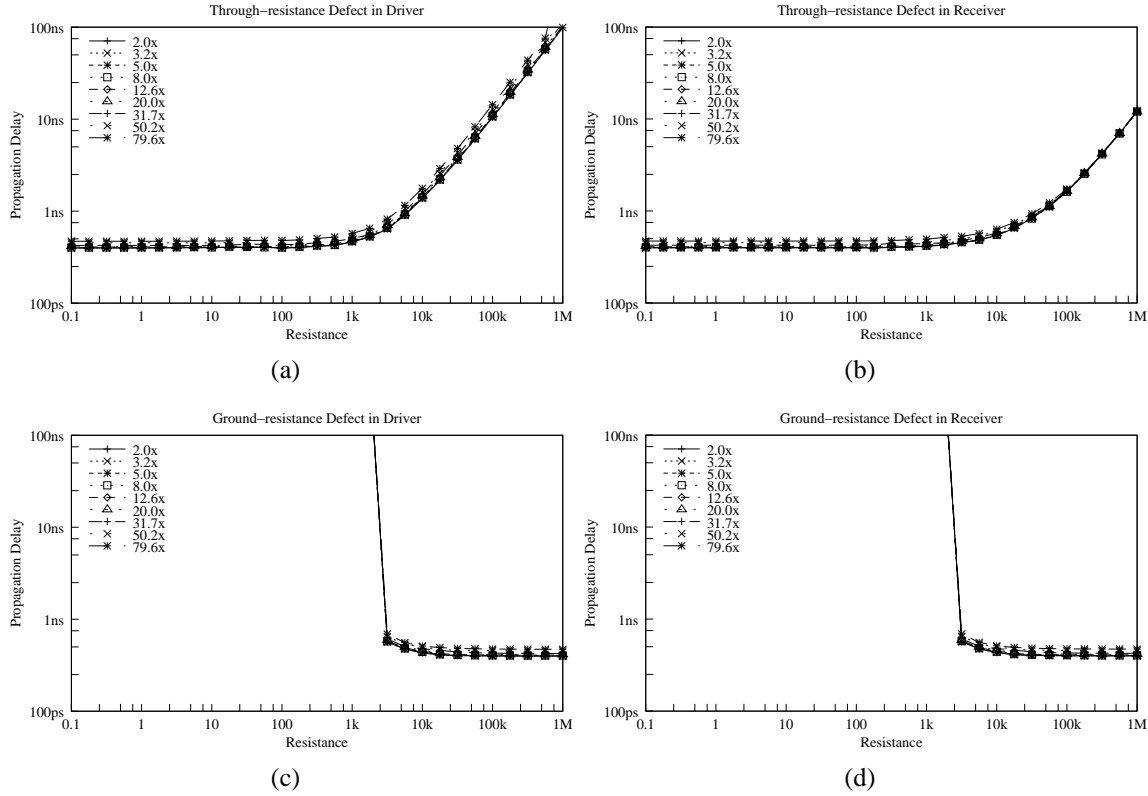 Through-resistance Defect in Driver
100ns
10ns
1ns
100ps
Propagation Delay
2.0x
3.2x
5.0x
8.0x
12.6x
20.0x
31.7x
50.2x
79.6x
0.1 1 10 100 1k 10k 100k 1M
Resistance
(a)
Through-resistance Defect in Receiver
100ns
10ns
1ns
100ps
Propagation Delay
2.0x
3.2x
5.0x
8.0x
12.6x
20.0x
31.7x
50.2x
79.6x
0.1 1 10 100 1k 10k 100k 1M
Resistance
(b)
Ground-resistance Defect in Driver
100ns
10ns
1ns
100ps
Propagation Delay
2.0x
3.2x
5.0x
8.0x
12.6x
20.0x
31.7x
50.2x
79.6x
0.1 1 10 100 1k 10k 100k 1M
Resistance
(c)
Ground-resistance Defect in Receiver
100ns
10ns
1ns
100ps
Propagation Delay
2.0x
3.2x
5.0x
8.0x
12.6x
20.0x
31.7x
50.2x
79.6x
0.1 1 10 100 1k 10k 100k 1M
Resistance
(d)